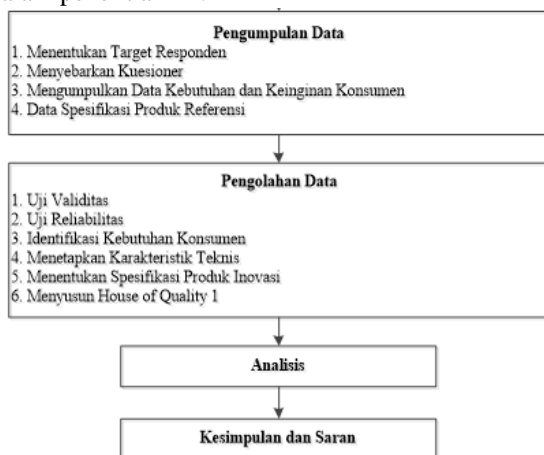 Pengumpulan Data
1. Menentukan Target Responden
2. Menyebarkan Kuesioner
3. Mengumpulkan Data Kebutuhan dan Keinginan Konsumen
4. Data Spesifikasi Produk Referensi
Pengolahan Data
1. Uji Validitas
2. Uji Reliabilitas
3. Identifikasi Kebutuhan Konsumen
4. Menetapkan Karakteristik Teknis
5. Menentukan Spesifikasi Produk Inovasi
6. Menyusun House of Quality 1
Analisis
Kesimpulan dan Saran